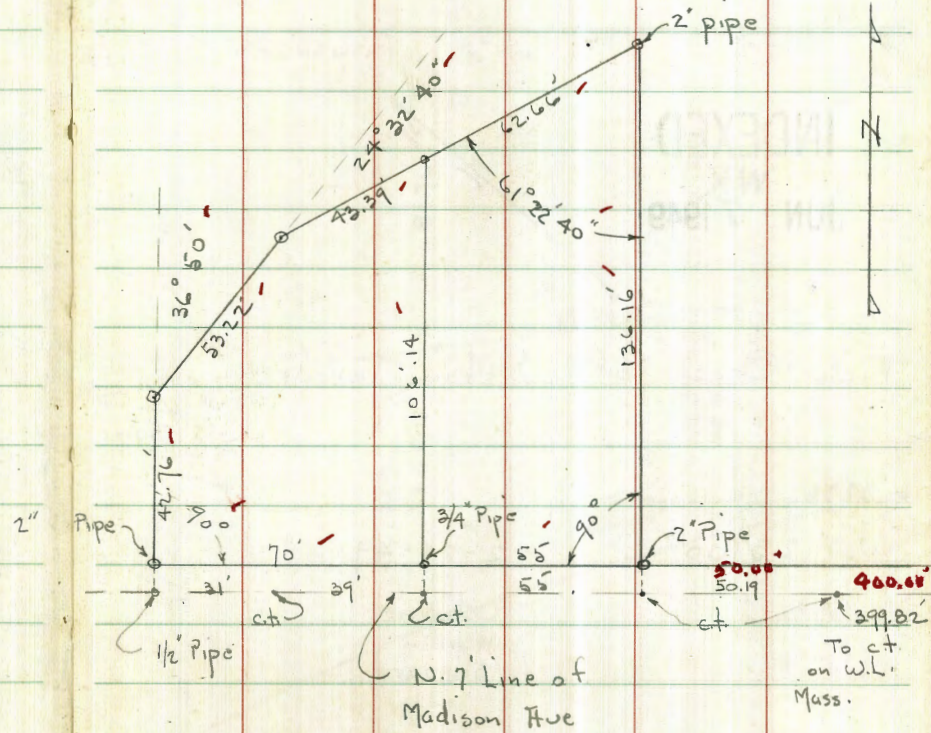 2" pipe
24° 32' 40"
62.66'
Z
61° 22' 40"
43.39'
36° 50'
53.22'
106'.14
136.16'
42.76'
90°
3/4" Pipe
90°
2" Pipe
2" Pipe
70'
55'
50.00'
400.00'
31'
39'
55
50.19
399.82'
c.t.
c.t.
c.t.
1/2" Pipe
To c.t.
on W.L.
Mass.
N. 7' Line of
Madison Ave